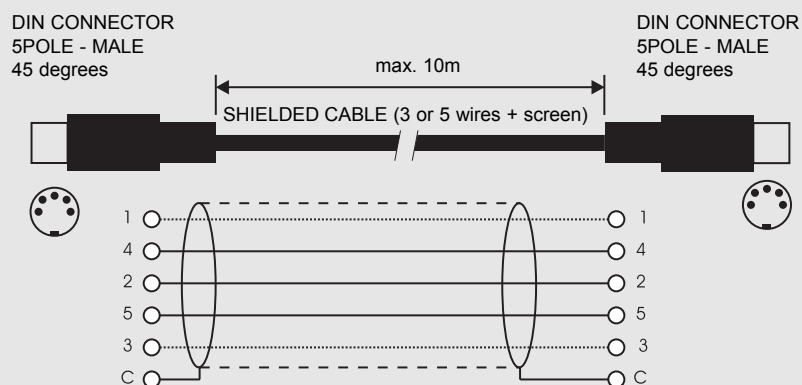 DIN CONNECTOR
5POLE - MALE
45 degrees
DIN CONNECTOR
5POLE - MALE
45 degrees
max. 10m
SHIELDED CABLE (3 or 5 wires + screen)
1 1
4 4
2 2
5 5
3 3
C C